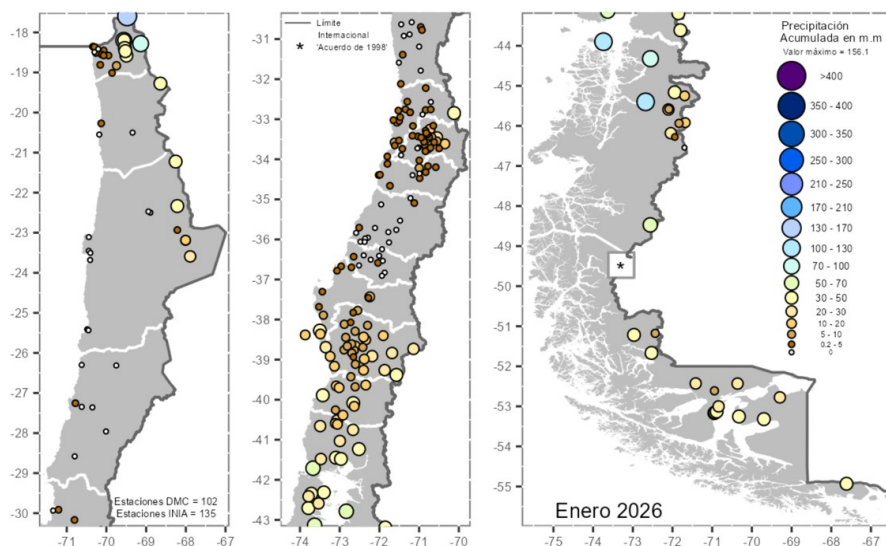 -18
-19
-20
-21
-22
-23
-24
-25
-26
-27
-28
-29
-30
-71
-70
-69
-68
-67
-66
Estaciones DMC = 102
Estaciones INIA = 135
-31
-32
-33
-34
-35
-36
-37
-38
-39
-40
-41
-42
-43
-75
-74
-73
-72
-71
-70
Límite
Internacional
* 'Acuerdo de 1998'
-44
-45
-46
-47
-48
-49
-50
-51
-52
-53
-54
-55
-76
-75
-74
-73
-72
-71
-70
-69
-68
-67
*
Enero 2026
Precipitación
Acumulada en m.m
Valor máximo = 156.1
>400
350 - 400
300 - 350
250 - 300
210 - 250
170 - 210
130 - 170
100 - 130
70 - 100
50 - 70
30 - 50
20 - 30
10 - 20
5 - 10
0.2 - 5
0